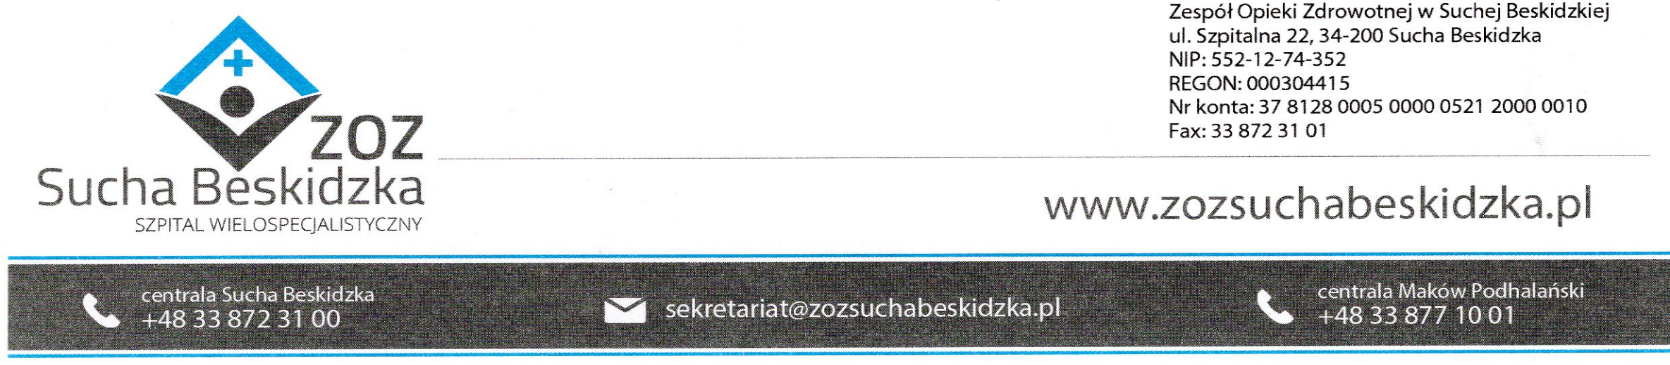 Zespół Opieki Zdrowotnej w Suchej Beskidzkiej
ul. Szpitalna 22, 34-200 Sucha Beskidzka
NIP: 552-12-74-352
REGON: 000304415
Nr konta: 37 8128 0005 0000 0521 2000 0010
Fax: 33 872 31 01
ZOZ
Sucha Beskidzka
SZPITAL WIELOSPECJALISTYCZNY
www.zozsuchabeskidzka.pl
centrala Sucha Beskidzka
+48 33 872 31 00
sekretariat@zozsuchabeskidzka.pl
centrala Maków Podhalański
+48 33 877 10 01